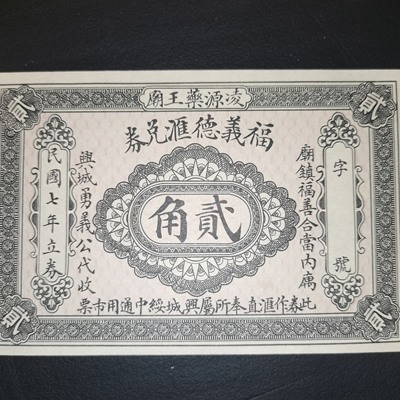 凌源藥王廟
福義德滙兌券
貳
貳
字 號
廟鎮福善合當內厲
貳角
興城勇義公代收
民國七年立券
此券作滙直奉所屬興城綏中通用市票
貳
貳